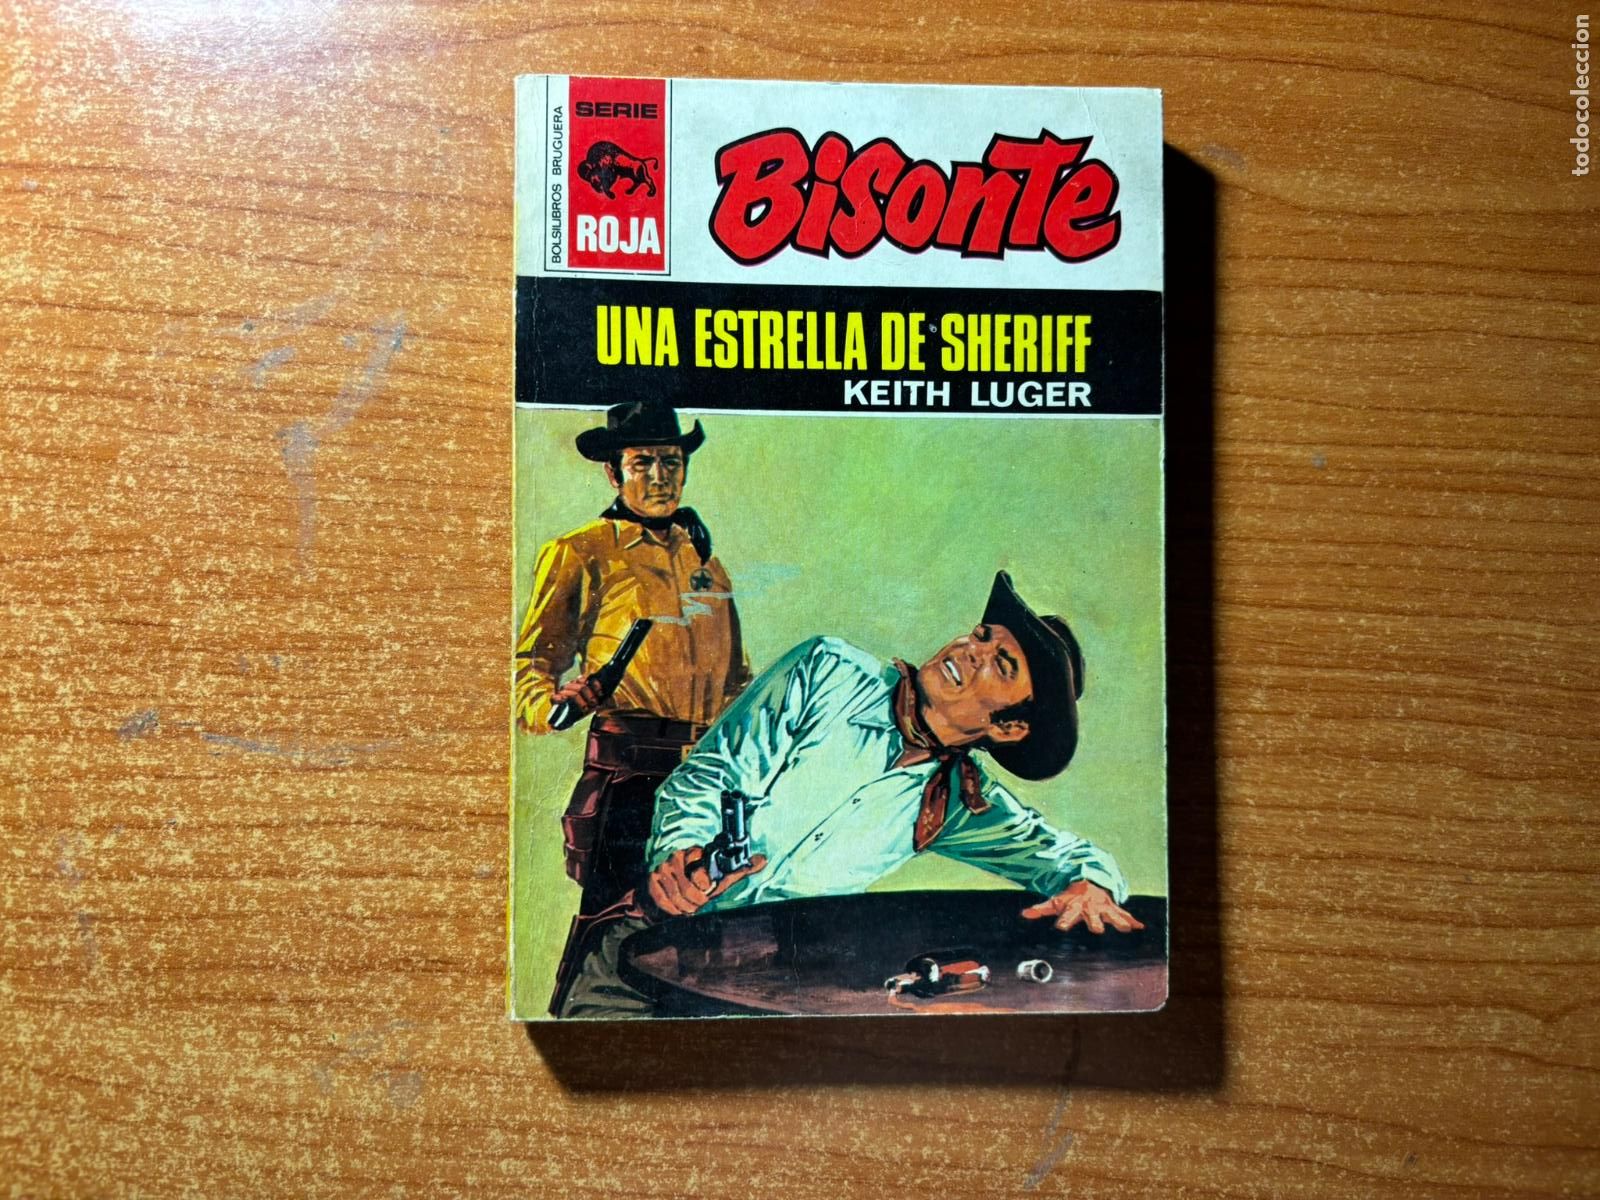 BOLSILIBROS BRUGUERA
SERIE
ROJA
Bisonte
UNA ESTRELLA DE SHERIFF
KEITH LUGER
todocoleccion